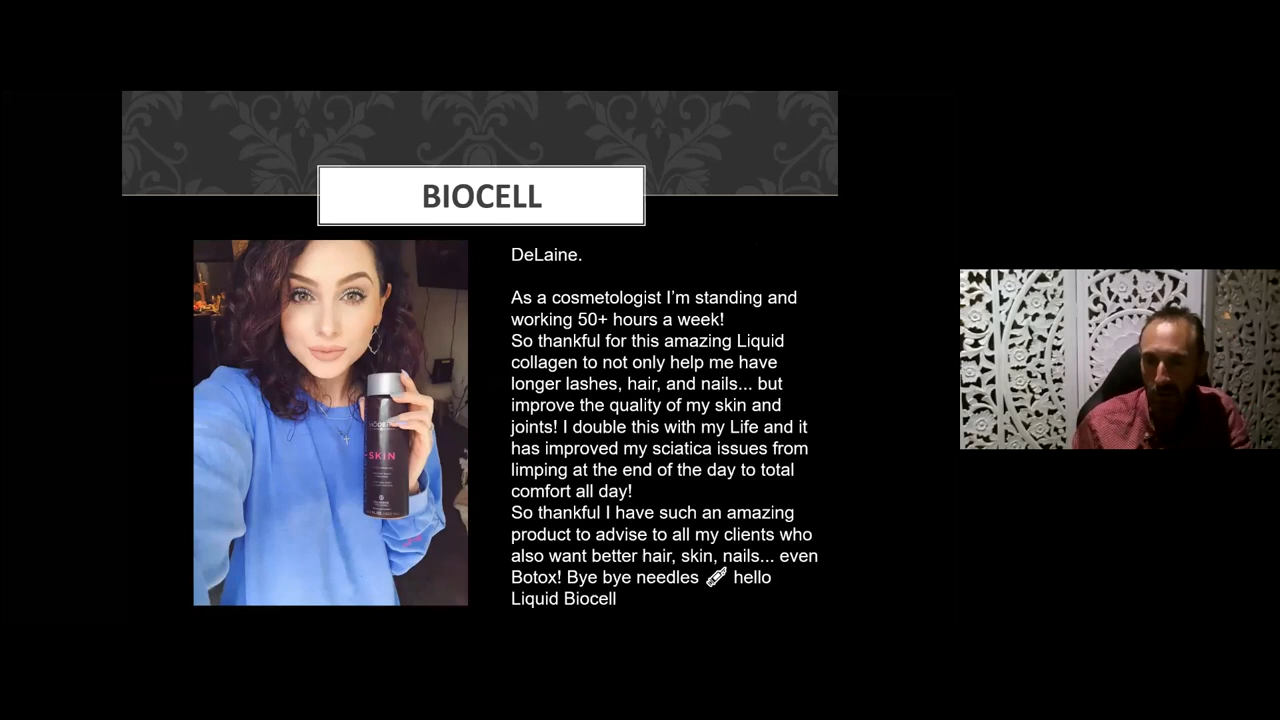 BIOCELL
DeLaine.
As a cosmetologist I’m standing and
working 50+ hours a week!
So thankful for this amazing Liquid
collagen to not only help me have
longer lashes, hair, and nails... but
improve the quality of my skin and
joints! I double this with my Life and it
has improved my sciatica issues from
limping at the end of the day to total
comfort all day!
So thankful I have such an amazing
product to advise to all my clients who
also want better hair, skin, nails... even
Botox! Bye bye needles 💉 hello
Liquid Biocell
SKIN